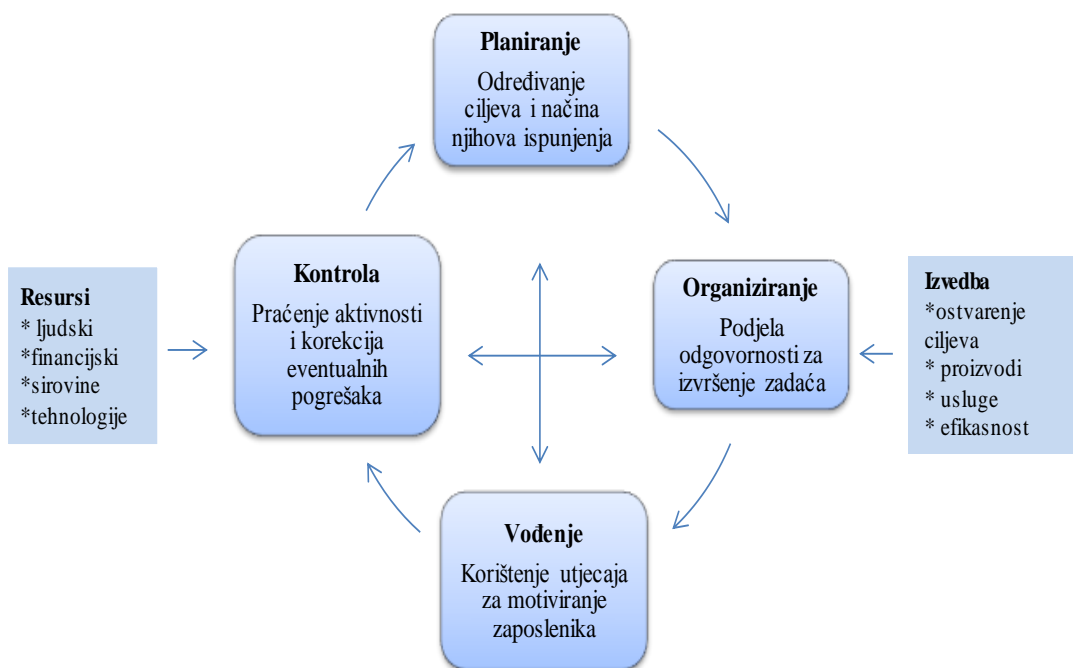 Planiranje
Određivanje
ciljeva i načina
njihova ispunjenja
Resursi
* ljudski
*financijski
*sirovine
*tehnologije
Kontrola
Praćenje aktivnosti
i korekcija
eventualnih
pogrešaka
Organiziranje
Podjela
odgovornosti za
izvršenje zadaća
Izvedba
*ostvarenje
ciljeva
* proizvodi
* usluge
* efikasnost
Vođenje
Korištenje utjecaja
za motiviranje
zaposlenika